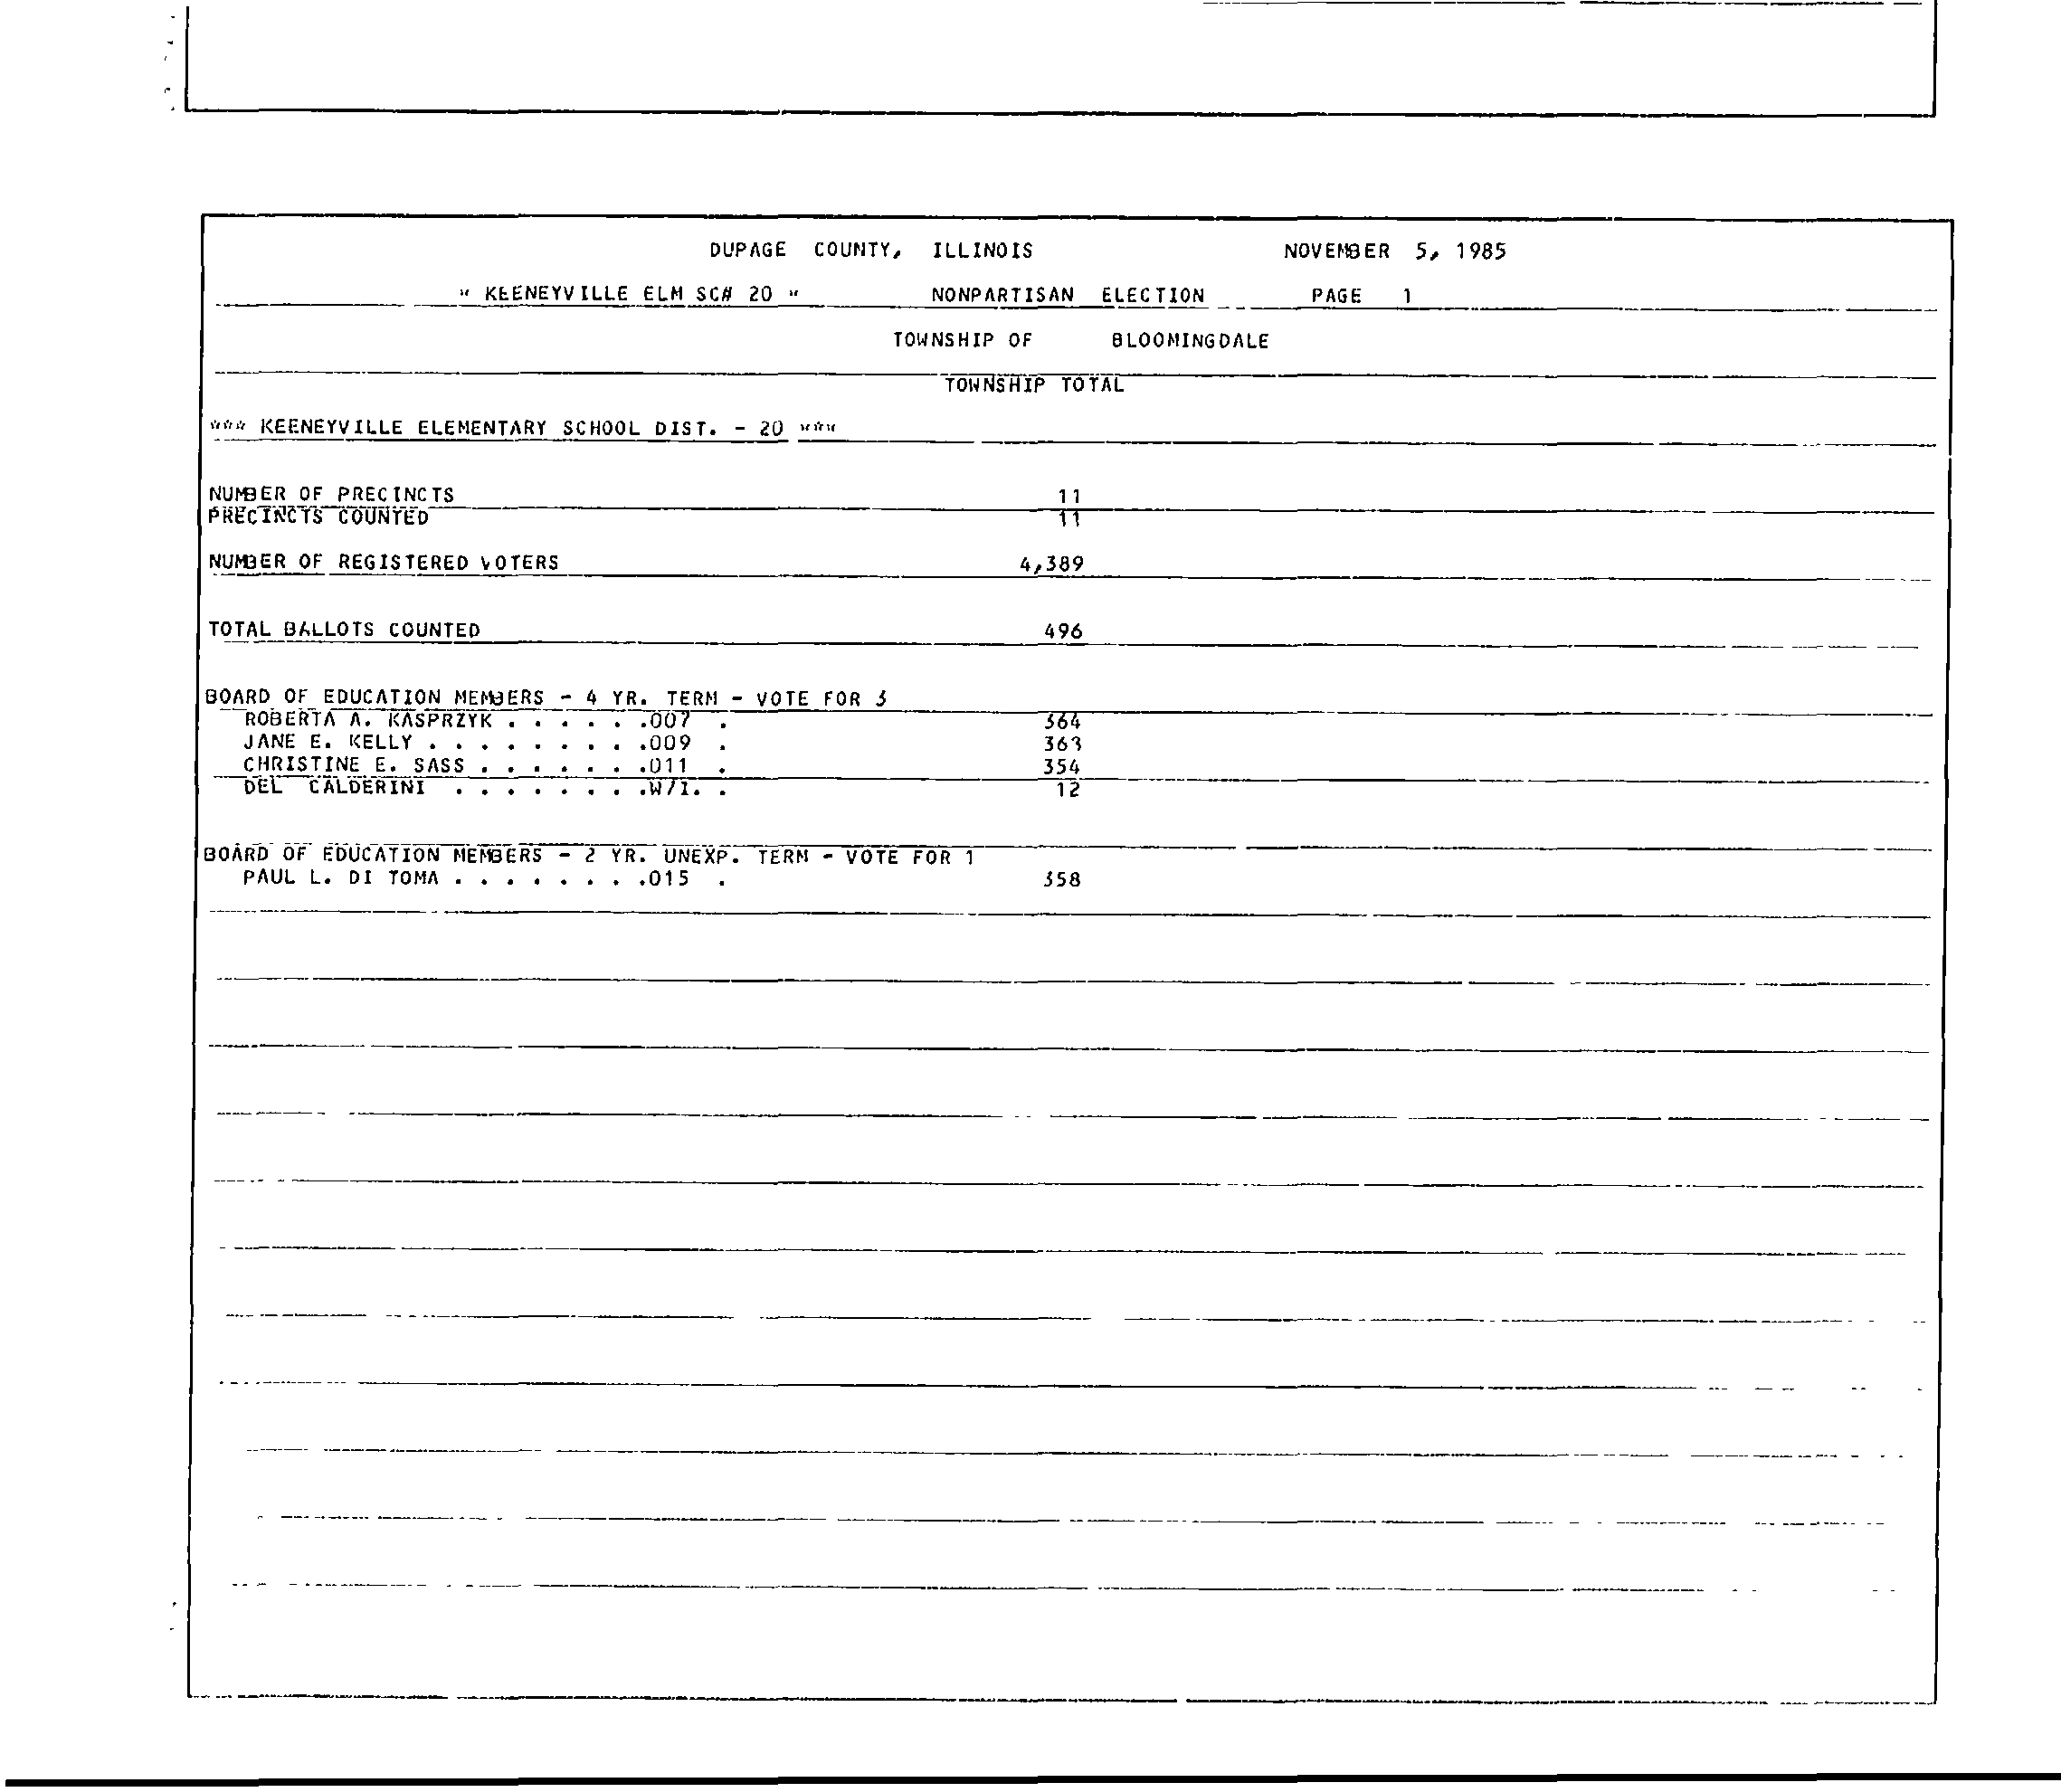 DUPAGE COUNTY, ILLINOIS NOVEMBER 5, 1985
" KEENEYVILLE ELM SC# 20 " NONPARTISAN ELECTION PAGE 1
TOWNSHIP OF BLOOMINGDALE
TOWNSHIP TOTAL
*** KEENEYVILLE ELEMENTARY SCHOOL DIST. - 20 ***
NUMBER OF PRECINCTS 11
PRECINCTS COUNTED 11
NUMBER OF REGISTERED VOTERS 4,389
TOTAL BALLOTS COUNTED 496
BOARD OF EDUCATION MEMBERS - 4 YR. TERM - VOTE FOR 3
ROBERTA A. KASPRZYK . . . . . .007 . 364
JANE E. KELLY . . . . . . . . .009 . 363
CHRISTINE E. SASS . . . . . . .011 . 354
DEL CALDERINI . . . . . . . .W/I. . 12
BOARD OF EDUCATION MEMBERS - 2 YR. UNEXP. TERM - VOTE FOR 1
PAUL L. DI TOMA . . . . . . . .015 . 358